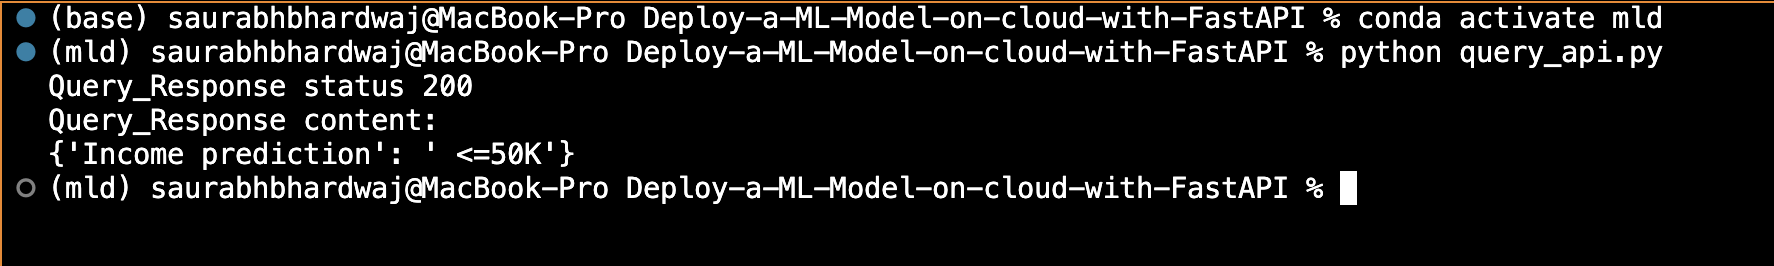 (base) saurabhbhardwaj@MacBook-Pro Deploy-a-ML-Model-on-cloud-with-FastAPI % conda activate mld
(mld) saurabhbhardwaj@MacBook-Pro Deploy-a-ML-Model-on-cloud-with-FastAPI % python query_api.py
Query_Response status 200
Query_Response content:
{'Income prediction': ' <=50K'}
(mld) saurabhbhardwaj@MacBook-Pro Deploy-a-ML-Model-on-cloud-with-FastAPI %